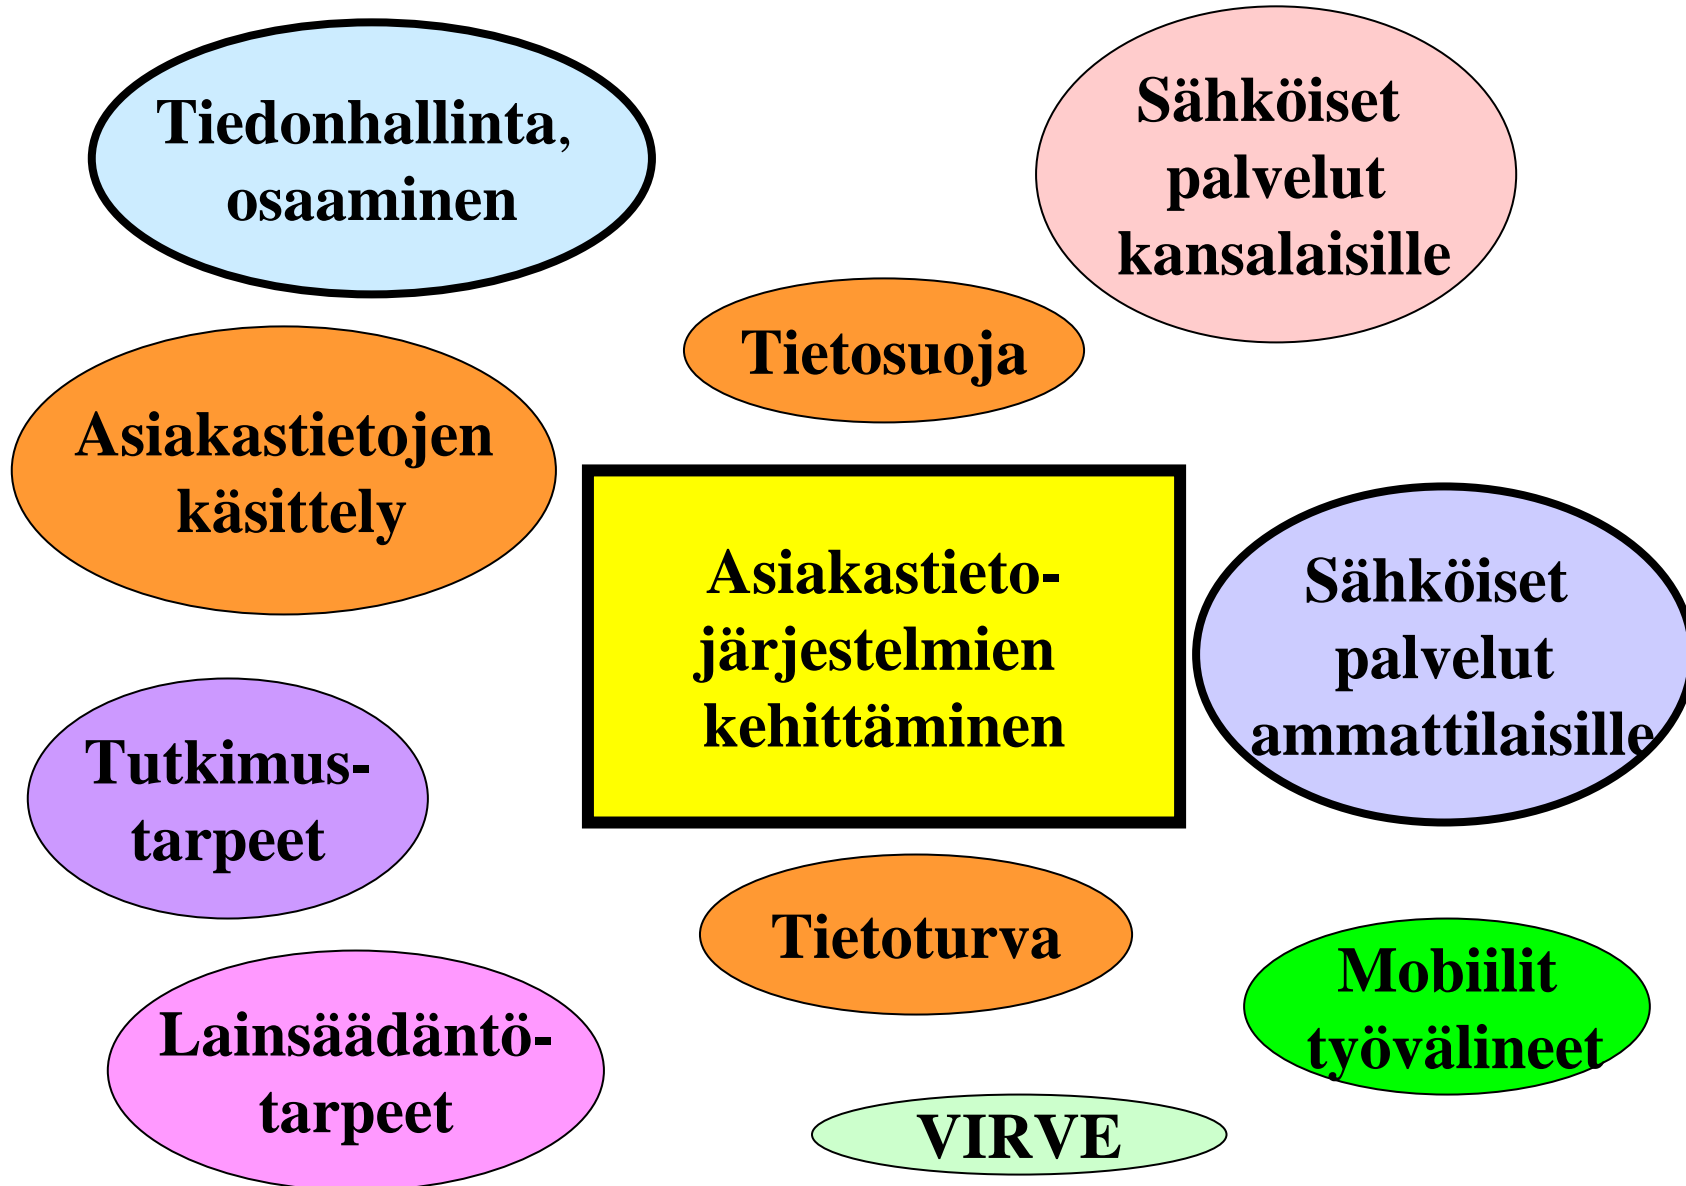 Tiedonhallinta,
osaaminen
Sähköiset
palvelut
kansalaisille
Tietosuoja
Asiakastietojen
käsittely
Asiakastieto-
järjestelmien
kehittäminen
Sähköiset
palvelut
ammattilaisille
Tutkimus-
tarpeet
Tietoturva
Mobiilit
työvälineet
Lainsäädäntö-
tarpeet
VIRVE